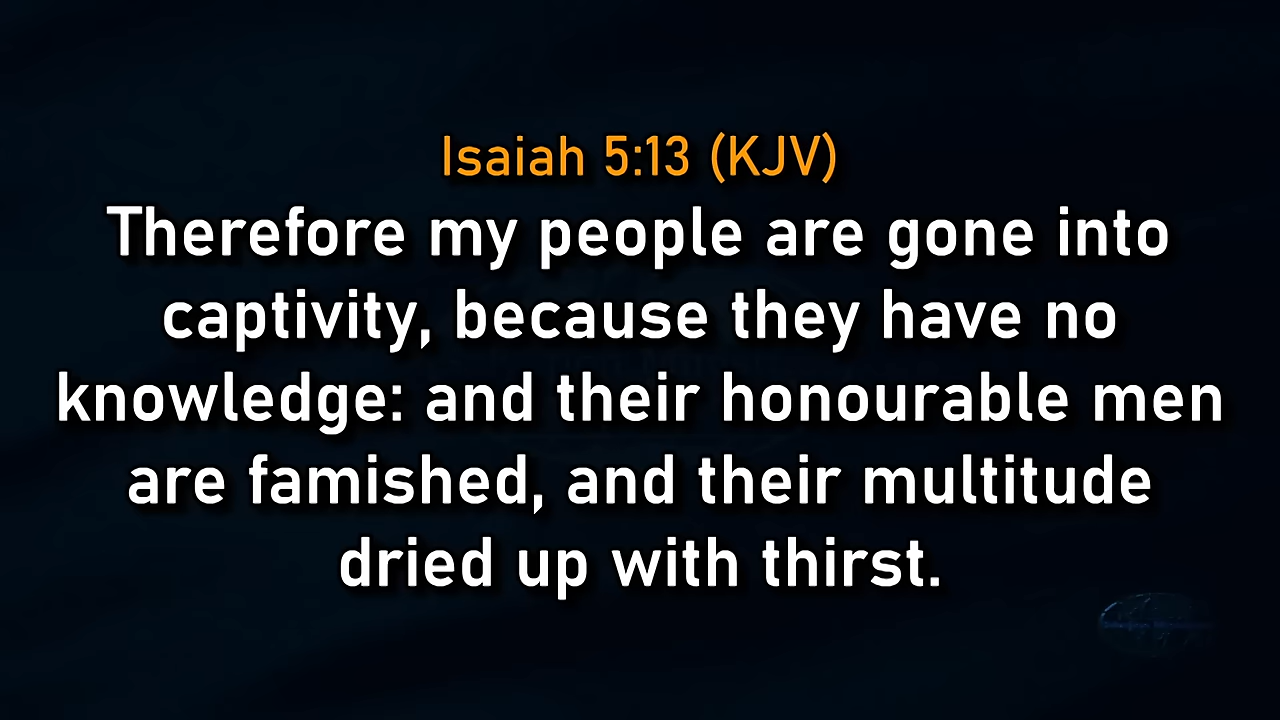 Isaiah 5:13 (KJV)
Therefore my people are gone into
captivity, because they have no
knowledge: and their honourable men
are famished, and their multitude
dried up with thirst.